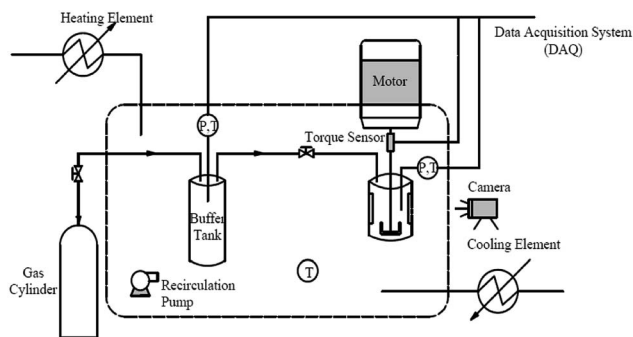 Heating Element
Data Acquisition System
(DAQ)
Motor
P,T
Torque Sensor
P,T
Camera
Buffer
Tank
Cooling Element
Gas
Cylinder
T
Recirculation
Pump